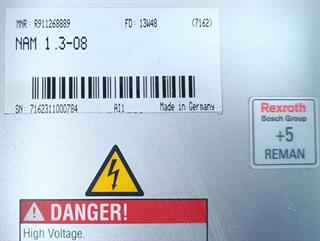 MNR: R911268889 FD: 13W48 (7162)
NAM 1.3-08
SN: 7162311000784 AI1 Made in Germany
Rexroth
Bosch Group
+5
REMAN
DANGER!
High Voltage.